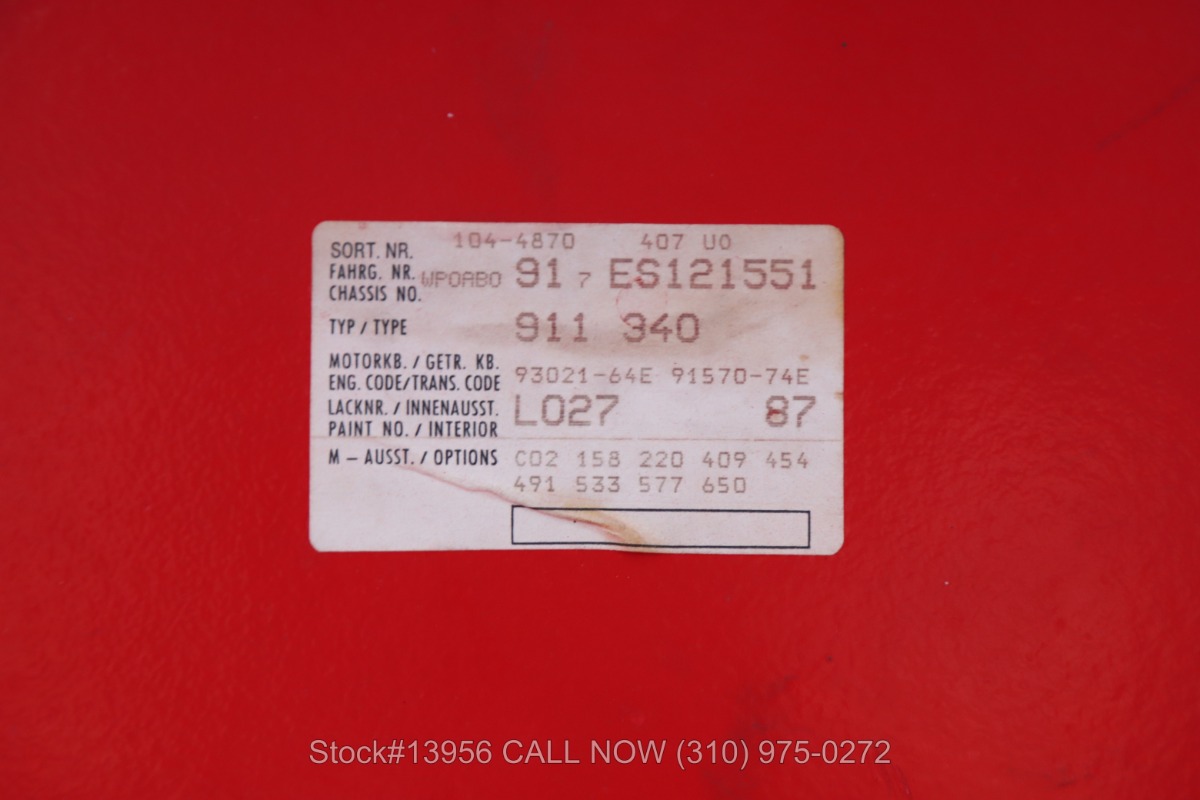 SORT. NR. 104-4870 407 U0
FAHRG. NR.
CHASSIS NO. WP0AB0 91 7 ES121551
TYP / TYPE 911 340
MOTORKB. / GETR. KB.
ENG. CODE/TRANS. CODE 93021-64E 91570-74E
LACKNR. / INNENAUSST. L027 87
PAINT NO. / INTERIOR
M – AUSST. / OPTIONS C02 158 220 409 454
491 533 577 650
Stock#13956 CALL NOW (310) 975-0272